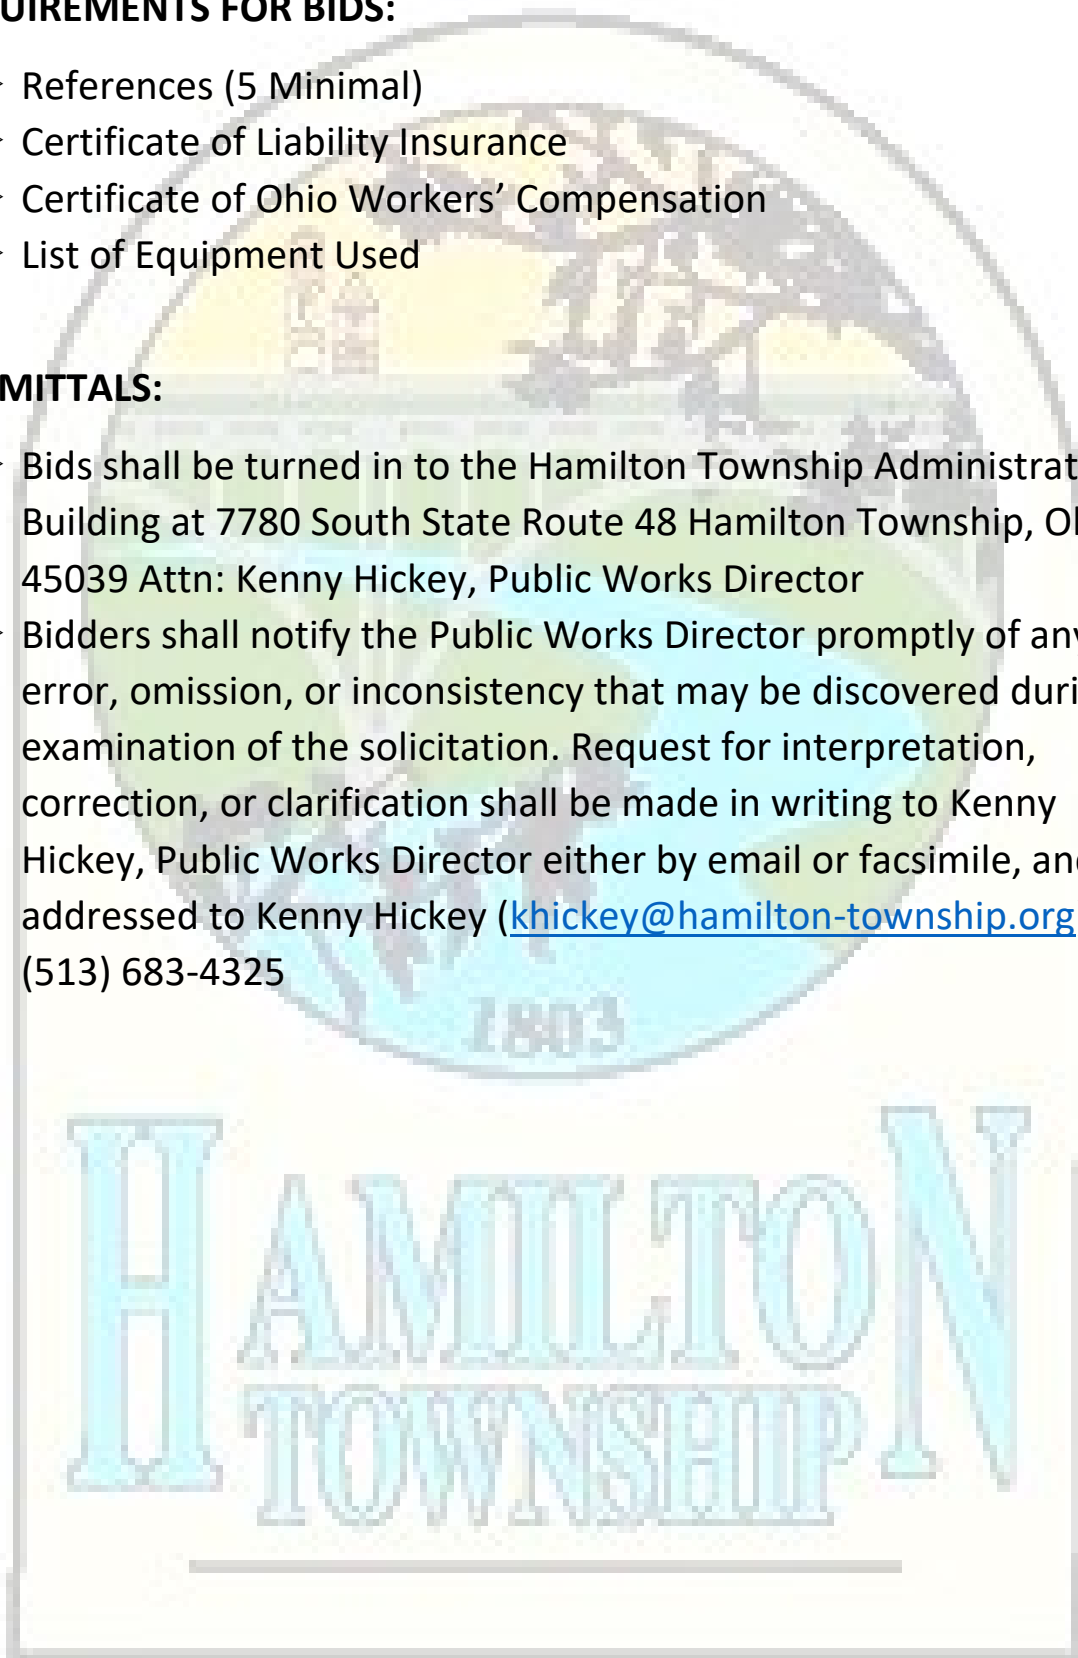 UIREMENTS FOR BIDS:
References (5 Minimal)
Certificate of Liability Insurance
Certificate of Ohio Workers’ Compensation
List of Equipment Used
MITTALS:
Bids shall be turned in to the Hamilton Township Administrat
Building at 7780 South State Route 48 Hamilton Township, O
45039 Attn: Kenny Hickey, Public Works Director
Bidders shall notify the Public Works Director promptly of any
error, omission, or inconsistency that may be discovered duri
examination of the solicitation. Request for interpretation,
correction, or clarification shall be made in writing to Kenny
Hickey, Public Works Director either by email or facsimile, an
addressed to Kenny Hickey (khickey@hamilton-township.org
(513) 683-4325
1803
HAMILTON
TOWNSHIP